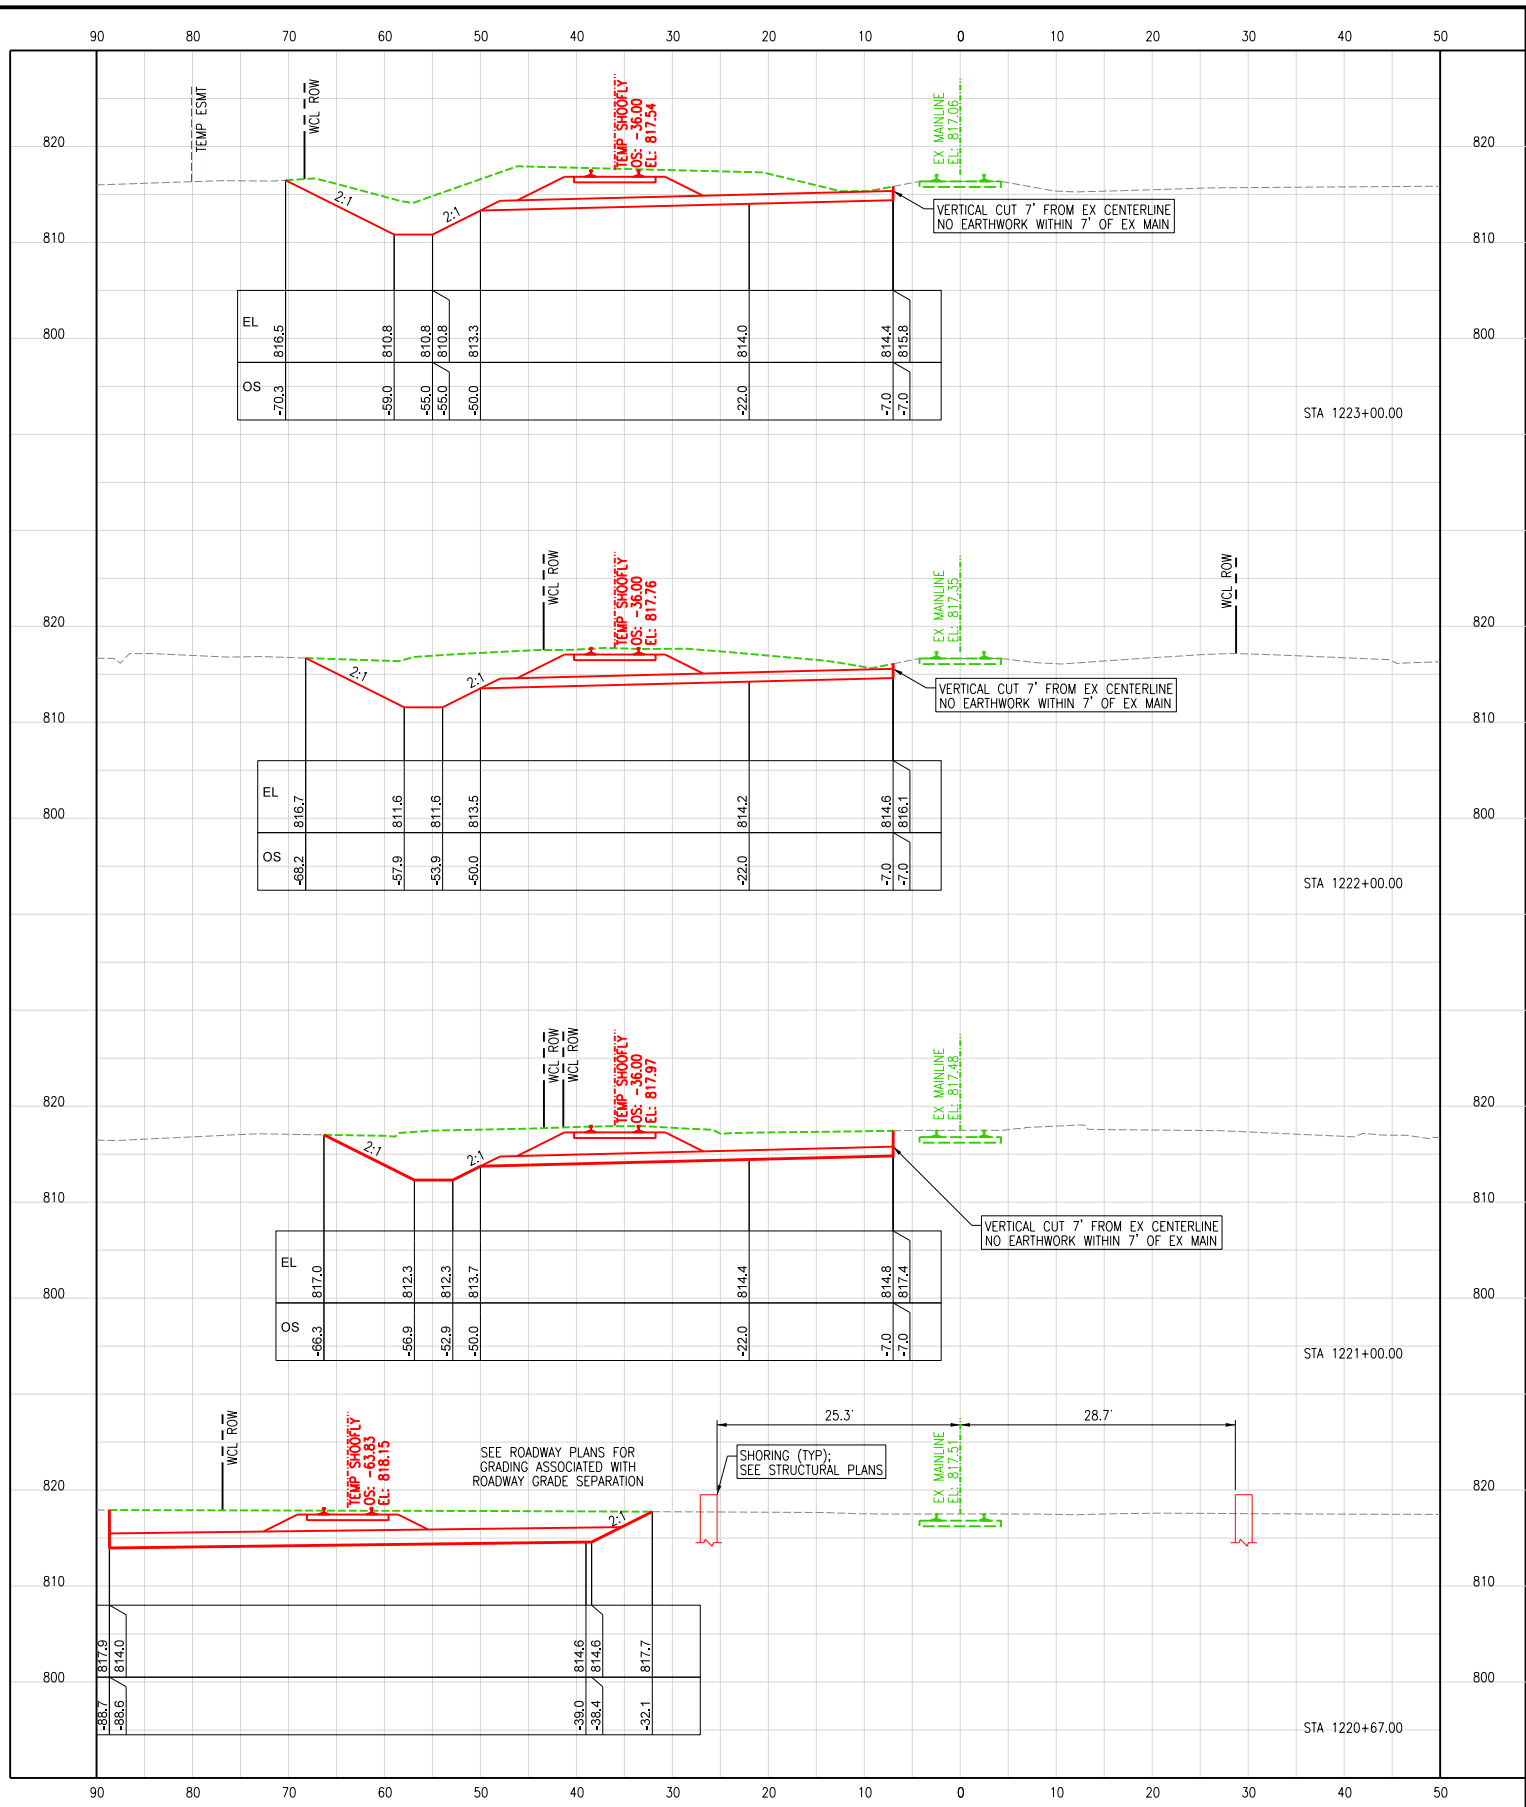 90 80 70 60 50 40 30 20 10 0 10 20 30 40 50
TEMP ESMT
WCL ROW
TEMP SHOOFLY
OS: -36.00
EL: 817.54
EX MAINLINE
EL: 817.06
820 820
2:1 2:1
VERTICAL CUT 7' FROM EX CENTERLINE
NO EARTHWORK WITHIN 7' OF EX MAIN
810 810
800 800
EL 816.5 810.8 810.8 810.8 813.3 814.0 814.4 815.8
OS -70.3 -59.0 -55.0 -55.0 -50.0 -22.0 -7.0 -7.0
STA 1223+00.00
WCL ROW
TEMP SHOOFLY
OS: -36.00
EL: 817.76
EX MAINLINE
EL: 817.35
WCL ROW
820 820
2:1 2:1
VERTICAL CUT 7' FROM EX CENTERLINE
NO EARTHWORK WITHIN 7' OF EX MAIN
810 810
800 800
EL 816.7 811.6 811.6 813.5 814.2 814.6 816.1
OS -68.2 -57.9 -53.9 -50.0 -22.0 -7.0 -7.0
STA 1222+00.00
WCL ROW
WCL ROW
TEMP SHOOFLY
OS: -36.00
EL: 817.97
EX MAINLINE
EL: 817.48
820 820
2:1 2:1
810 810
VERTICAL CUT 7' FROM EX CENTERLINE
NO EARTHWORK WITHIN 7' OF EX MAIN
800 800
EL 817.0 812.3 812.3 813.7 814.4 814.8 817.4
OS -66.3 -56.9 -52.9 -50.0 -22.0 -7.0 -7.0
STA 1221+00.00
WCL ROW
TEMP SHOOFLY
OS: -63.83
EL: 818.15
SEE ROADWAY PLANS FOR
GRADING ASSOCIATED WITH
ROADWAY GRADE SEPARATION
25.3' 28.7'
SHORING (TYP);
SEE STRUCTURAL PLANS
EX MAINLINE
EL: 817.51
820 820
2:1
810 810
800 800
817.9 814.0 814.6 814.6 817.7
-88.7 -88.6 -39.0 -38.4 -32.1
STA 1220+67.00
90 80 70 60 50 40 30 20 10 0 10 20 30 40 50